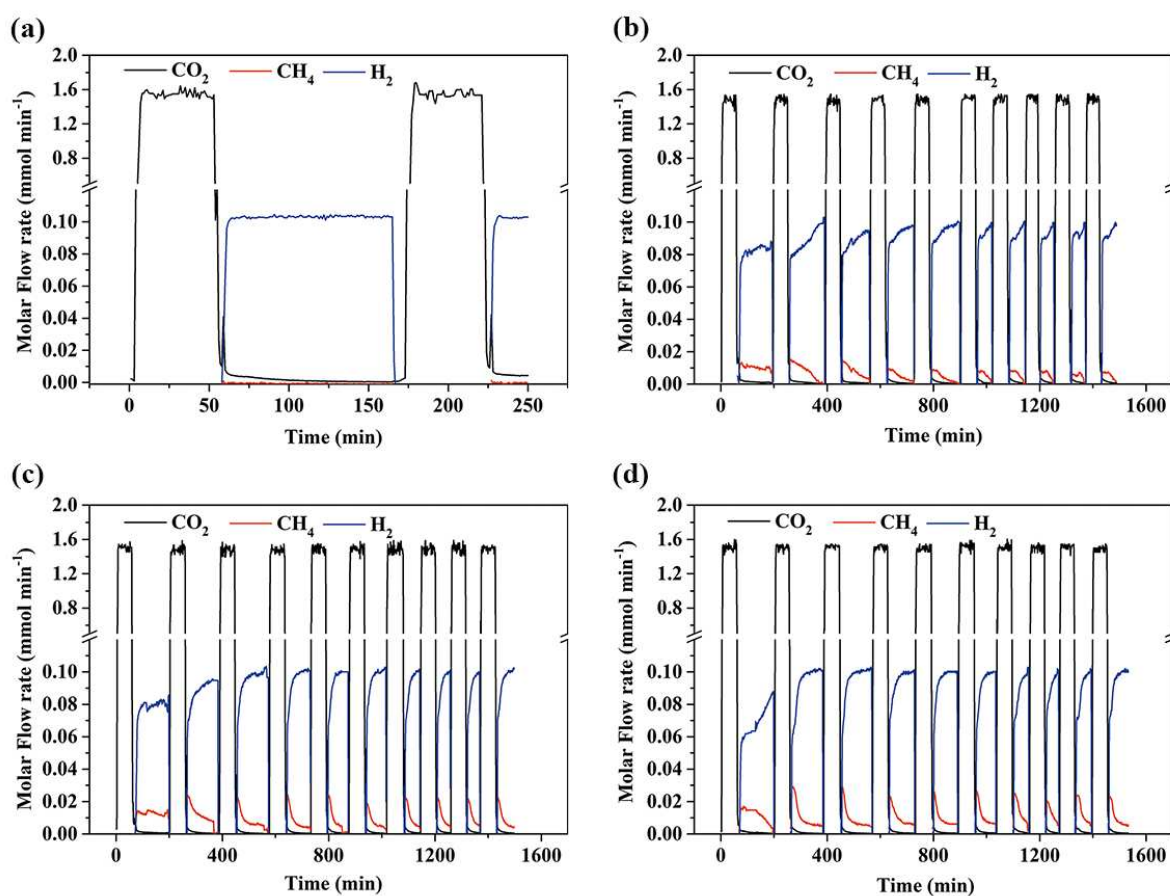 (a)
2.0
CO2 CH4 H2
1.6
1.2
0.8
0.10
0.08
0.06
0.04
0.02
0.00
Molar Flow rate (mmol min-1)
0 50 100 150 200 250
Time (min)
(b)
2.0
CO2 CH4 H2
1.6
1.2
0.8
0.10
0.08
0.06
0.04
0.02
0.00
Molar Flow rate (mmol min-1)
0 400 800 1200 1600
Time (min)
(c)
2.0
CO2 CH4 H2
1.6
1.2
0.8
0.10
0.08
0.06
0.04
0.02
0.00
Molar Flow rate (mmol min-1)
0 400 800 1200 1600
Time (min)
(d)
2.0
CO2 CH4 H2
1.6
1.2
0.8
0.10
0.08
0.06
0.04
0.02
0.00
Molar Flow rate (mmol min-1)
0 400 800 1200 1600
Time (min)